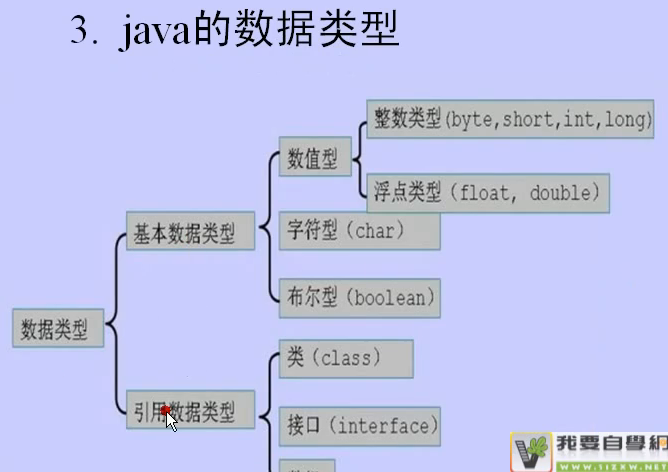 3. java的数据类型
整数类型(byte,short,int,long)
数值型
浮点类型（float, double）
基本数据类型
字符型（char）
布尔型（boolean）
数据类型
类（class）
引用数据类型
接口（interface）
我要自學網
WWW.51ZXW.NET